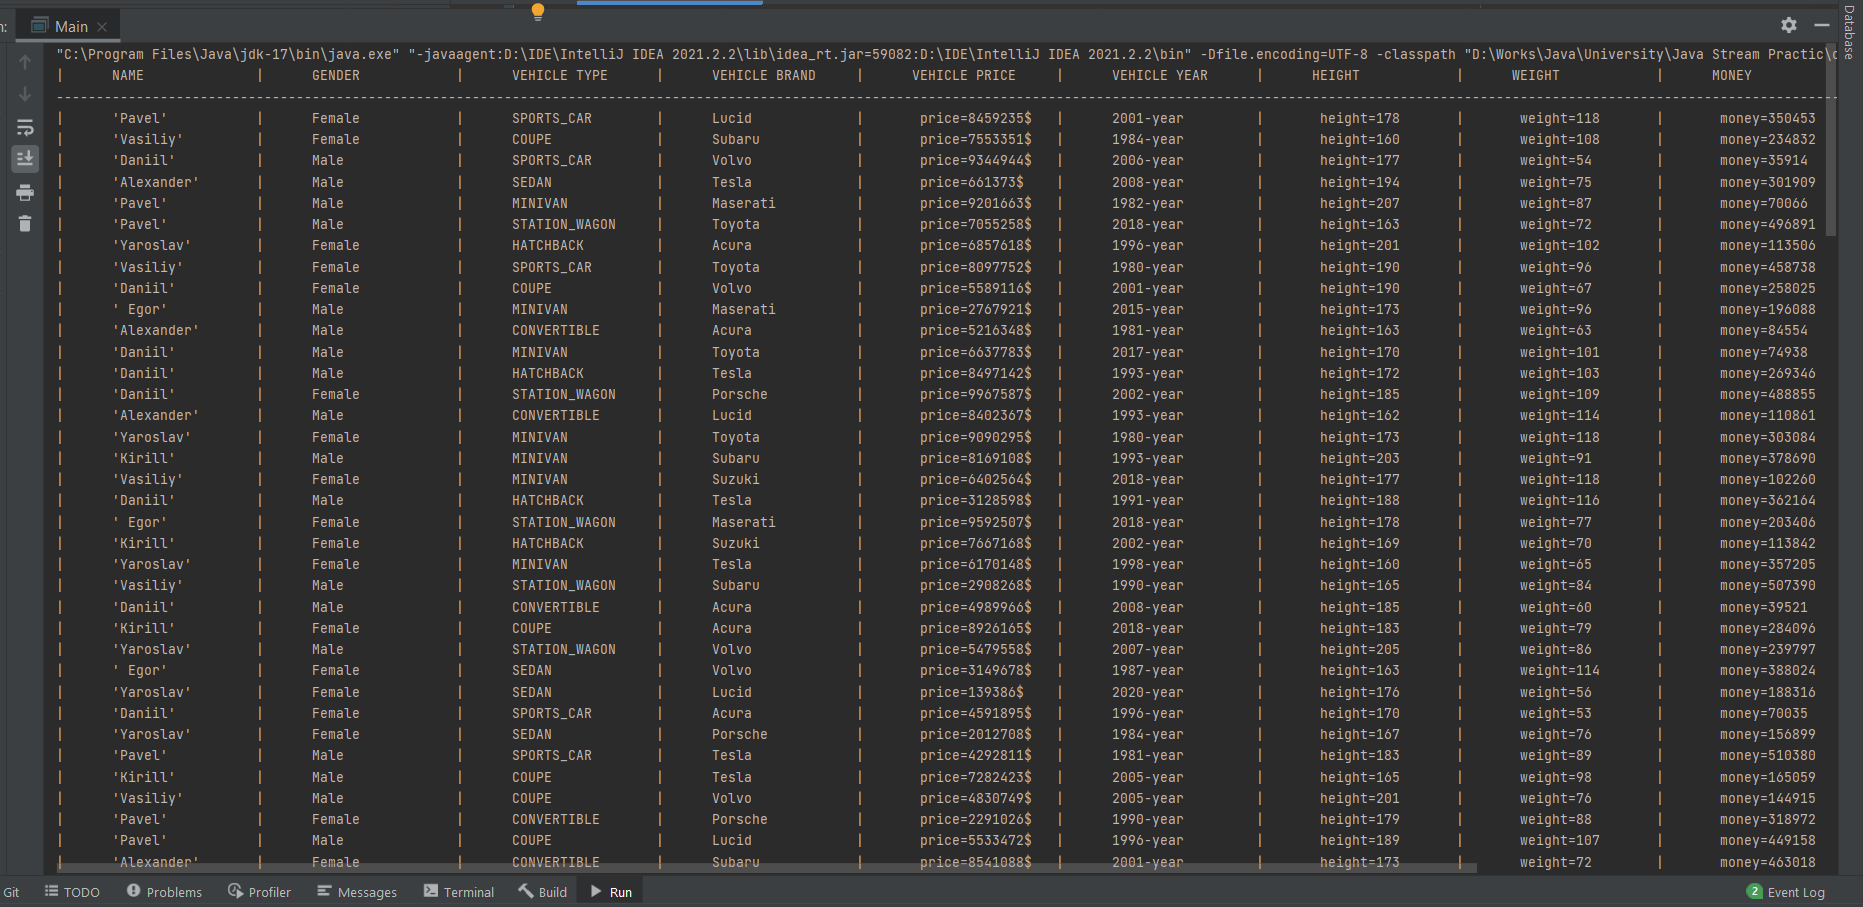 n: Main
Database
"C:\Program Files\Java\jdk-17\bin\java.exe" "-javaagent:D:\IDE\IntelliJ IDEA 2021.2.2\lib\idea_rt.jar=59082:D:\IDE\IntelliJ IDEA 2021.2.2\bin" -Dfile.encoding=UTF-8 -classpath "D:\Works\Java\University\Java Stream Practic\
| NAME | GENDER | VEHICLE TYPE | VEHICLE BRAND | VEHICLE PRICE | VEHICLE YEAR | HEIGHT | WEIGHT | MONEY
| 'Pavel' | Female | SPORTS_CAR | Lucid | price=8459235$ | 2001-year | height=178 | weight=118 | money=350453
| 'Vasiliy' | Female | COUPE | Subaru | price=7553351$ | 1984-year | height=160 | weight=108 | money=234832
| 'Daniil' | Male | SPORTS_CAR | Volvo | price=9344944$ | 2006-year | height=177 | weight=54 | money=35914
| 'Alexander' | Male | SEDAN | Tesla | price=661373$ | 2008-year | height=194 | weight=75 | money=301909
| 'Pavel' | Male | MINIVAN | Maserati | price=9201663$ | 1982-year | height=207 | weight=87 | money=70066
| 'Pavel' | Male | STATION_WAGON | Toyota | price=7055258$ | 2018-year | height=163 | weight=72 | money=496891
| 'Yaroslav' | Female | HATCHBACK | Acura | price=6857618$ | 1996-year | height=201 | weight=102 | money=113506
| 'Vasiliy' | Female | SPORTS_CAR | Toyota | price=8097752$ | 1980-year | height=190 | weight=96 | money=458738
| 'Daniil' | Female | COUPE | Volvo | price=5589116$ | 2001-year | height=190 | weight=67 | money=258025
| ' Egor' | Male | MINIVAN | Maserati | price=2767921$ | 2015-year | height=173 | weight=96 | money=196088
| 'Alexander' | Male | CONVERTIBLE | Acura | price=5216348$ | 1981-year | height=163 | weight=63 | money=84554
| 'Daniil' | Male | MINIVAN | Toyota | price=6637783$ | 2017-year | height=170 | weight=101 | money=74938
| 'Daniil' | Male | HATCHBACK | Tesla | price=8497142$ | 1993-year | height=172 | weight=103 | money=269346
| 'Daniil' | Female | STATION_WAGON | Porsche | price=9967587$ | 2002-year | height=185 | weight=109 | money=488855
| 'Alexander' | Male | CONVERTIBLE | Lucid | price=8402367$ | 1993-year | height=162 | weight=114 | money=110861
| 'Yaroslav' | Female | MINIVAN | Toyota | price=9090295$ | 1980-year | height=173 | weight=118 | money=303084
| 'Kirill' | Male | MINIVAN | Subaru | price=8169108$ | 1993-year | height=203 | weight=91 | money=378690
| 'Vasiliy' | Female | MINIVAN | Suzuki | price=6402564$ | 2018-year | height=177 | weight=118 | money=102260
| 'Daniil' | Male | HATCHBACK | Tesla | price=3128598$ | 1991-year | height=188 | weight=116 | money=362164
| ' Egor' | Female | STATION_WAGON | Maserati | price=9592507$ | 2018-year | height=178 | weight=77 | money=203406
| 'Kirill' | Female | HATCHBACK | Suzuki | price=7667168$ | 2002-year | height=169 | weight=70 | money=113842
| 'Yaroslav' | Female | MINIVAN | Tesla | price=6170148$ | 1998-year | height=160 | weight=65 | money=357205
| 'Vasiliy' | Male | STATION_WAGON | Subaru | price=2908268$ | 1990-year | height=165 | weight=84 | money=507390
| 'Daniil' | Male | CONVERTIBLE | Acura | price=4989966$ | 2008-year | height=185 | weight=60 | money=39521
| 'Kirill' | Female | COUPE | Acura | price=8926165$ | 2018-year | height=183 | weight=79 | money=284096
| 'Yaroslav' | Male | STATION_WAGON | Volvo | price=5479558$ | 2007-year | height=205 | weight=86 | money=239797
| ' Egor' | Female | SEDAN | Volvo | price=3149678$ | 1987-year | height=163 | weight=114 | money=388024
| 'Yaroslav' | Female | SEDAN | Lucid | price=139386$ | 2020-year | height=176 | weight=56 | money=188316
| 'Daniil' | Female | SPORTS_CAR | Acura | price=4591895$ | 1996-year | height=170 | weight=53 | money=70035
| 'Yaroslav' | Female | SEDAN | Porsche | price=2012708$ | 1984-year | height=167 | weight=76 | money=156899
| 'Pavel' | Male | SPORTS_CAR | Tesla | price=4292811$ | 1981-year | height=183 | weight=89 | money=510380
| 'Kirill' | Male | COUPE | Tesla | price=7282423$ | 2005-year | height=165 | weight=98 | money=165059
| 'Vasiliy' | Male | COUPE | Volvo | price=4830749$ | 2005-year | height=201 | weight=76 | money=144915
| 'Pavel' | Female | CONVERTIBLE | Porsche | price=2291026$ | 1990-year | height=179 | weight=88 | money=318972
| 'Pavel' | Male | COUPE | Lucid | price=5533472$ | 1996-year | height=189 | weight=107 | money=449158
| 'Alexander' | Female | CONVERTIBLE | Subaru | price=8541088$ | 2001-year | height=173 | weight=72 | money=463018
Git TODO Problems Profiler Messages Terminal Build Run 2 Event Log